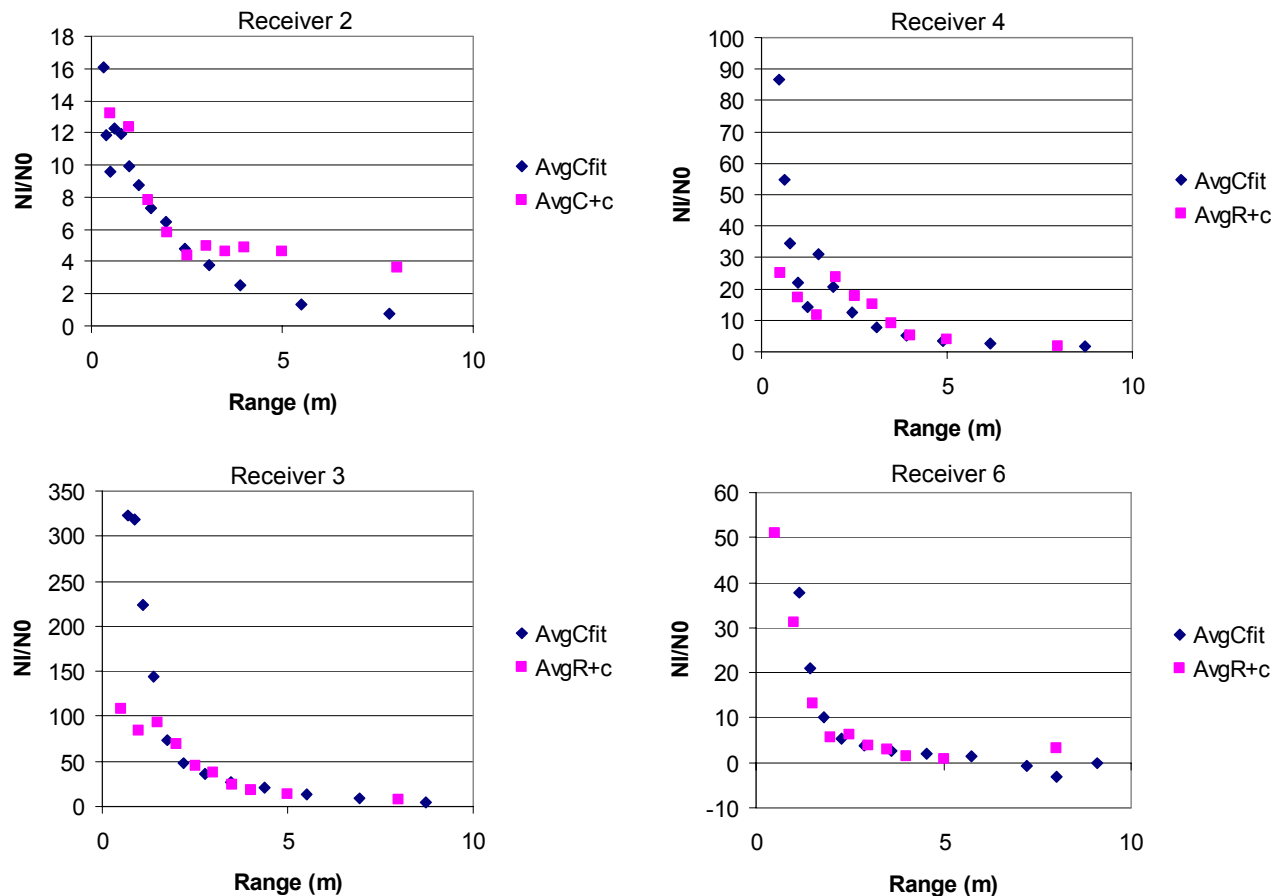 Receiver 2
18
16
14
12
10
8
6
4
2
0
0 5 10
NI/N0
Range (m)
AvgCfit
AvgC+c
Receiver 4
100
90
80
70
60
50
40
30
20
10
0
0 5 10
NI/N0
Range (m)
AvgCfit
AvgR+c
Receiver 3
350
300
250
200
150
100
50
0
0 5 10
NI/N0
Range (m)
AvgCfit
AvgR+c
Receiver 6
60
50
40
30
20
10
0
-10
0 5 10
NI/N0
Range (m)
AvgCfit
AvgR+c